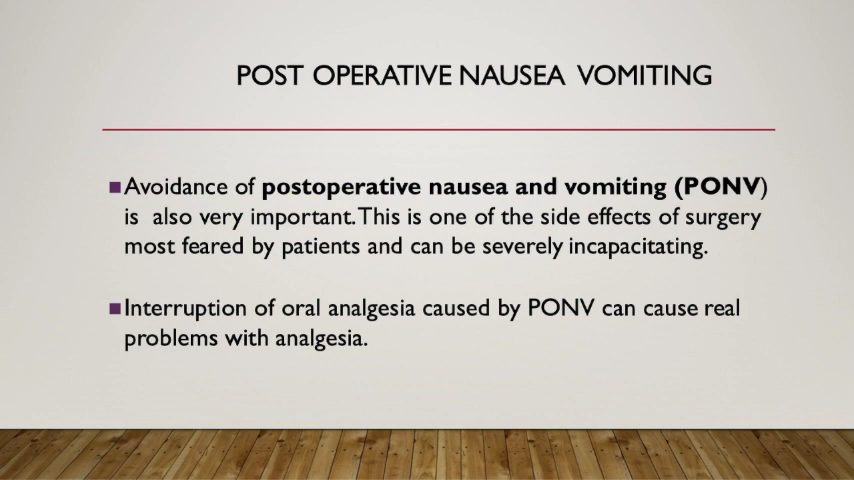 POST OPERATIVE NAUSEA VOMITING
■Avoidance of postoperative nausea and vomiting (PONV)
is also very important. This is one of the side effects of surgery
most feared by patients and can be severely incapacitating.
■Interruption of oral analgesia caused by PONV can cause real
problems with analgesia.